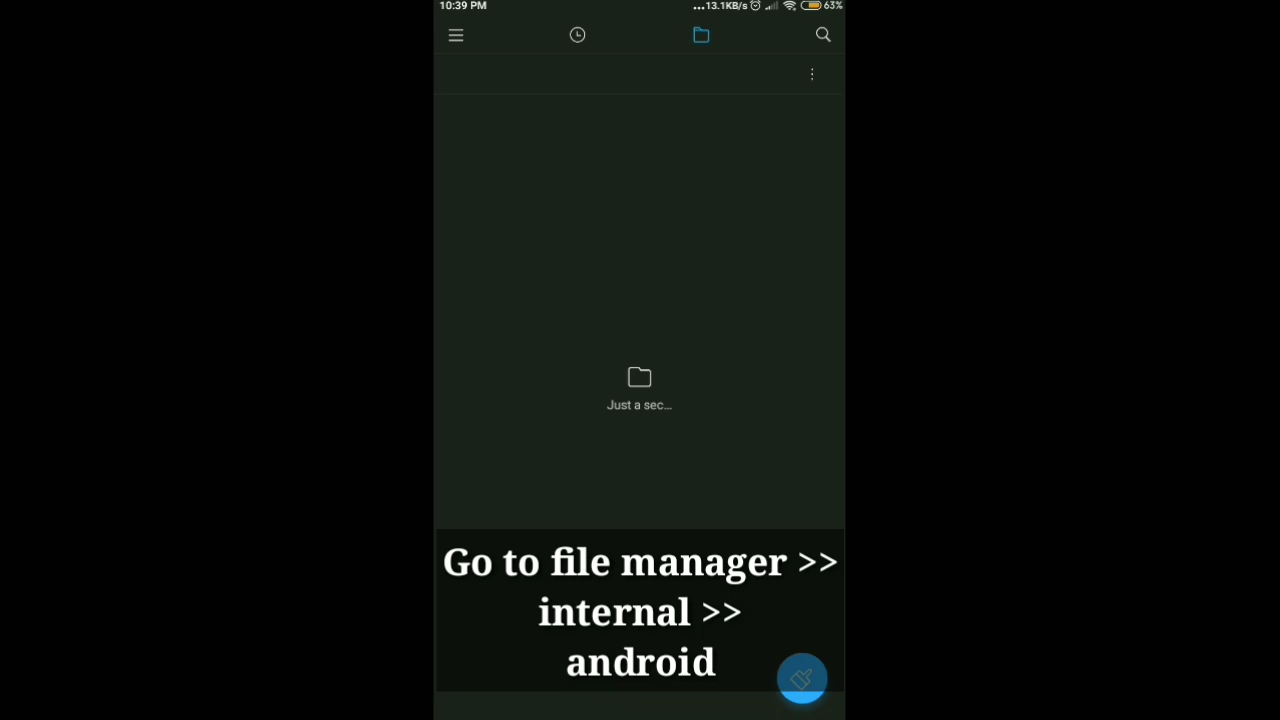 10:39 PM
...13.1KB/s 63%
Just a sec...
Go to file manager >>
internal >>
android